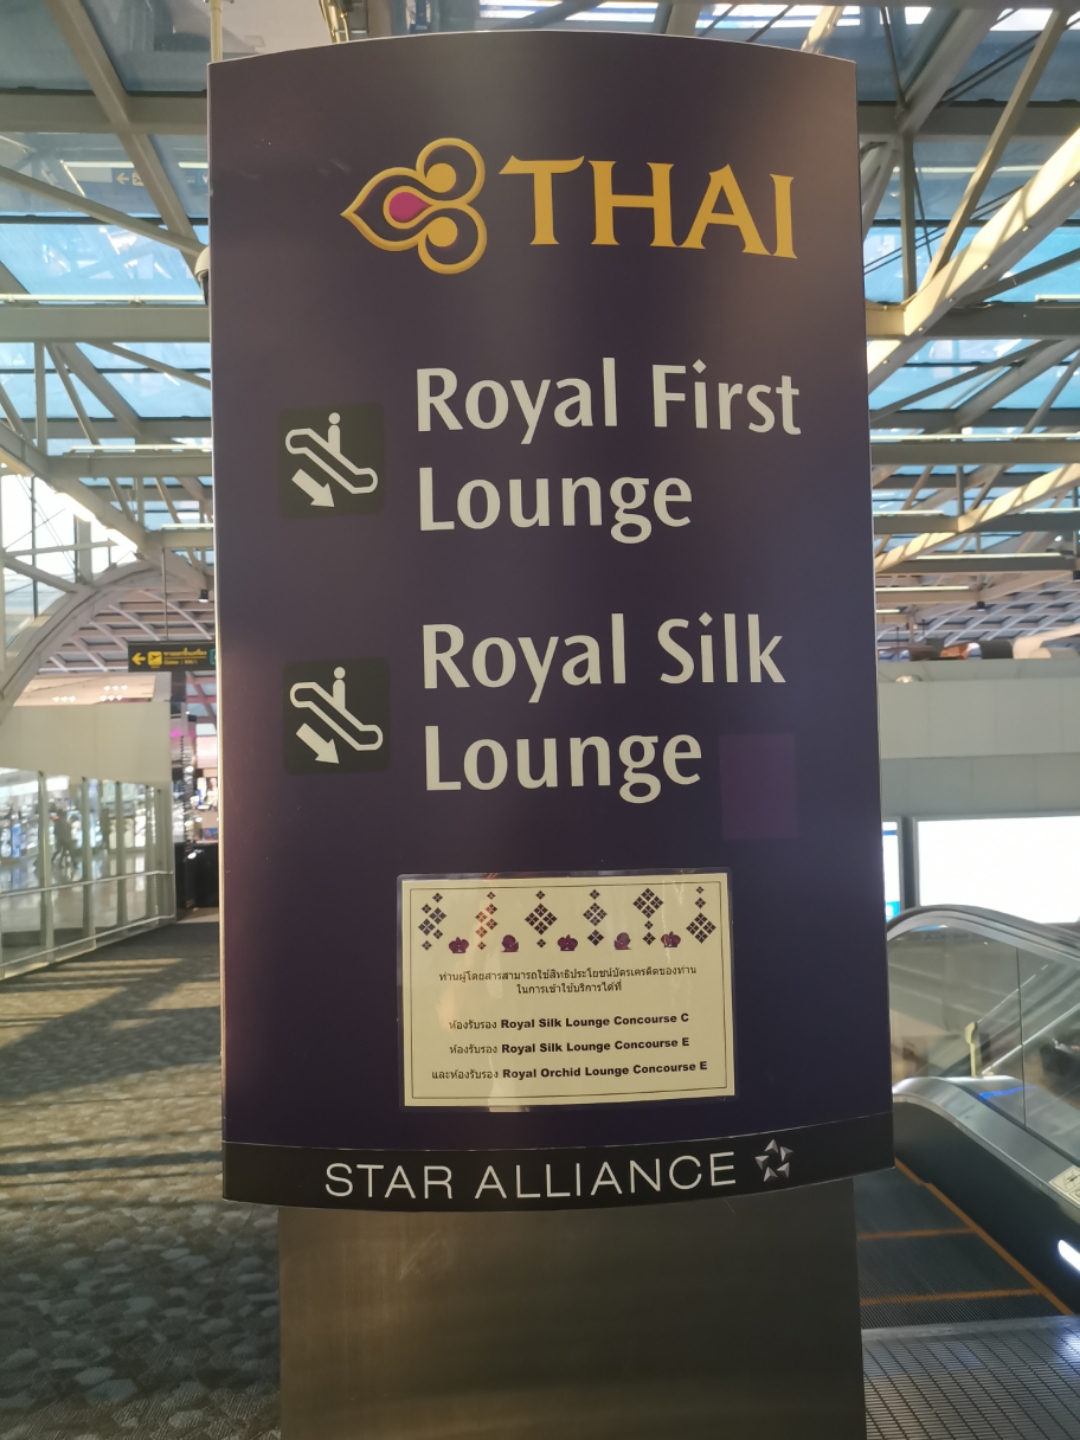 THAI
Royal First
Lounge
Royal Silk
Lounge
ท่านผู้โดยสารสามารถใช้สิทธิประโยชน์บัตรเครดิตของท่าน
ในการเข้าใช้บริการได้ที่
ห้องรับรอง Royal Silk Lounge Concourse C
ห้องรับรอง Royal Silk Lounge Concourse E
และห้องรับรอง Royal Orchid Lounge Concourse E
STAR ALLIANCE